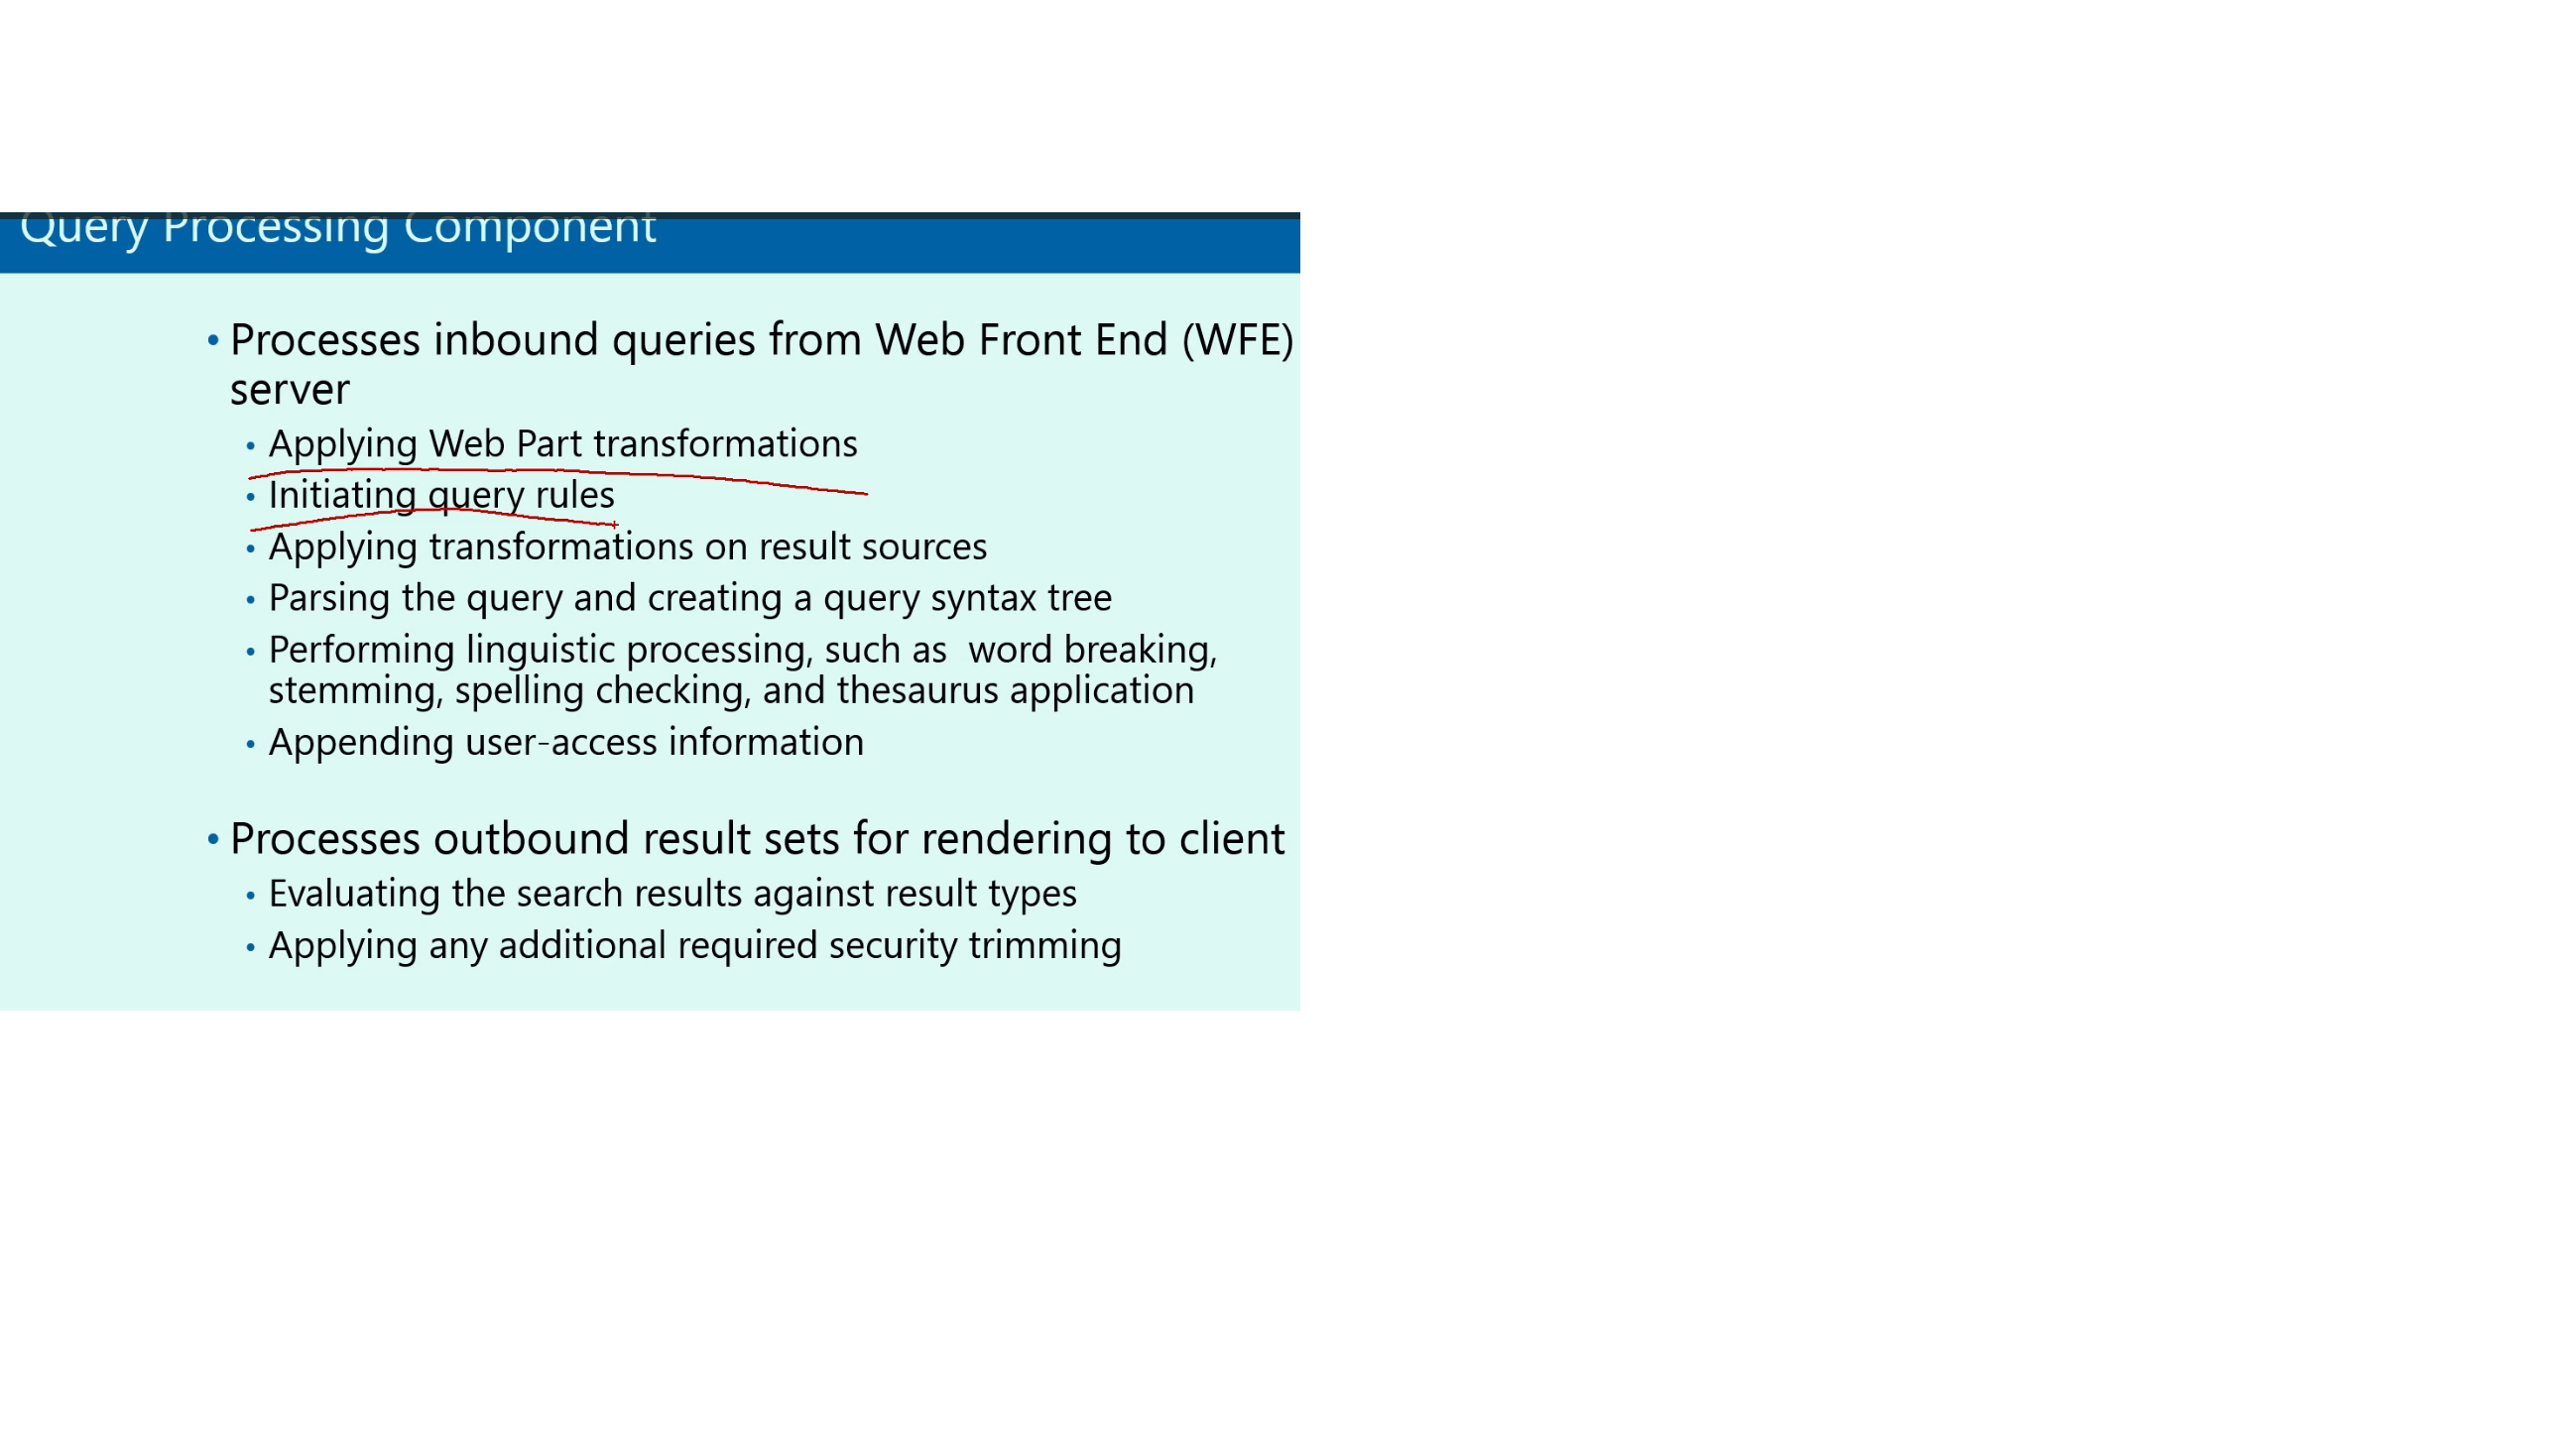 Query Processing Component
• Processes inbound queries from Web Front End (WFE)
server
• Applying Web Part transformations
• Initiating query rules
• Applying transformations on result sources
• Parsing the query and creating a query syntax tree
• Performing linguistic processing, such as  word breaking,
stemming, spelling checking, and thesaurus application
• Appending user-access information
• Processes outbound result sets for rendering to client
• Evaluating the search results against result types
• Applying any additional required security trimming